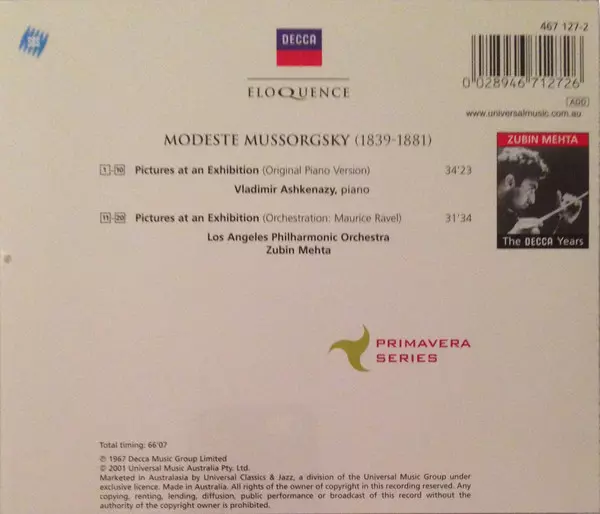 DECCA
467 127-2
ELOQUENCE
0 028946 712726
ADD
www.universalmusic.com.au
MODESTE MUSSORGSKY (1839-1881)
1-10 Pictures at an Exhibition (Original Piano Version) 34'23
Vladimir Ashkenazy, piano
11-20 Pictures at an Exhibition (Orchestration: Maurice Ravel) 31'34
Los Angeles Philharmonic Orchestra
Zubin Mehta
ZUBIN MEHTA
The DECCA Years
PRIMAVERA
SERIES
Total timing: 66'07
℗ 1967 Decca Music Group Limited
© 2001 Universal Music Australia Pty. Ltd.
Marketed in Australasia by Universal Classics & Jazz, a division of the Universal Music Group under
exclusive licence. Made in Australia. All rights of the owner of copyright in this recording reserved. Any
copying, renting, lending, diffusion, public performance or broadcast of this record without the
authority of the copyright owner is prohibited.